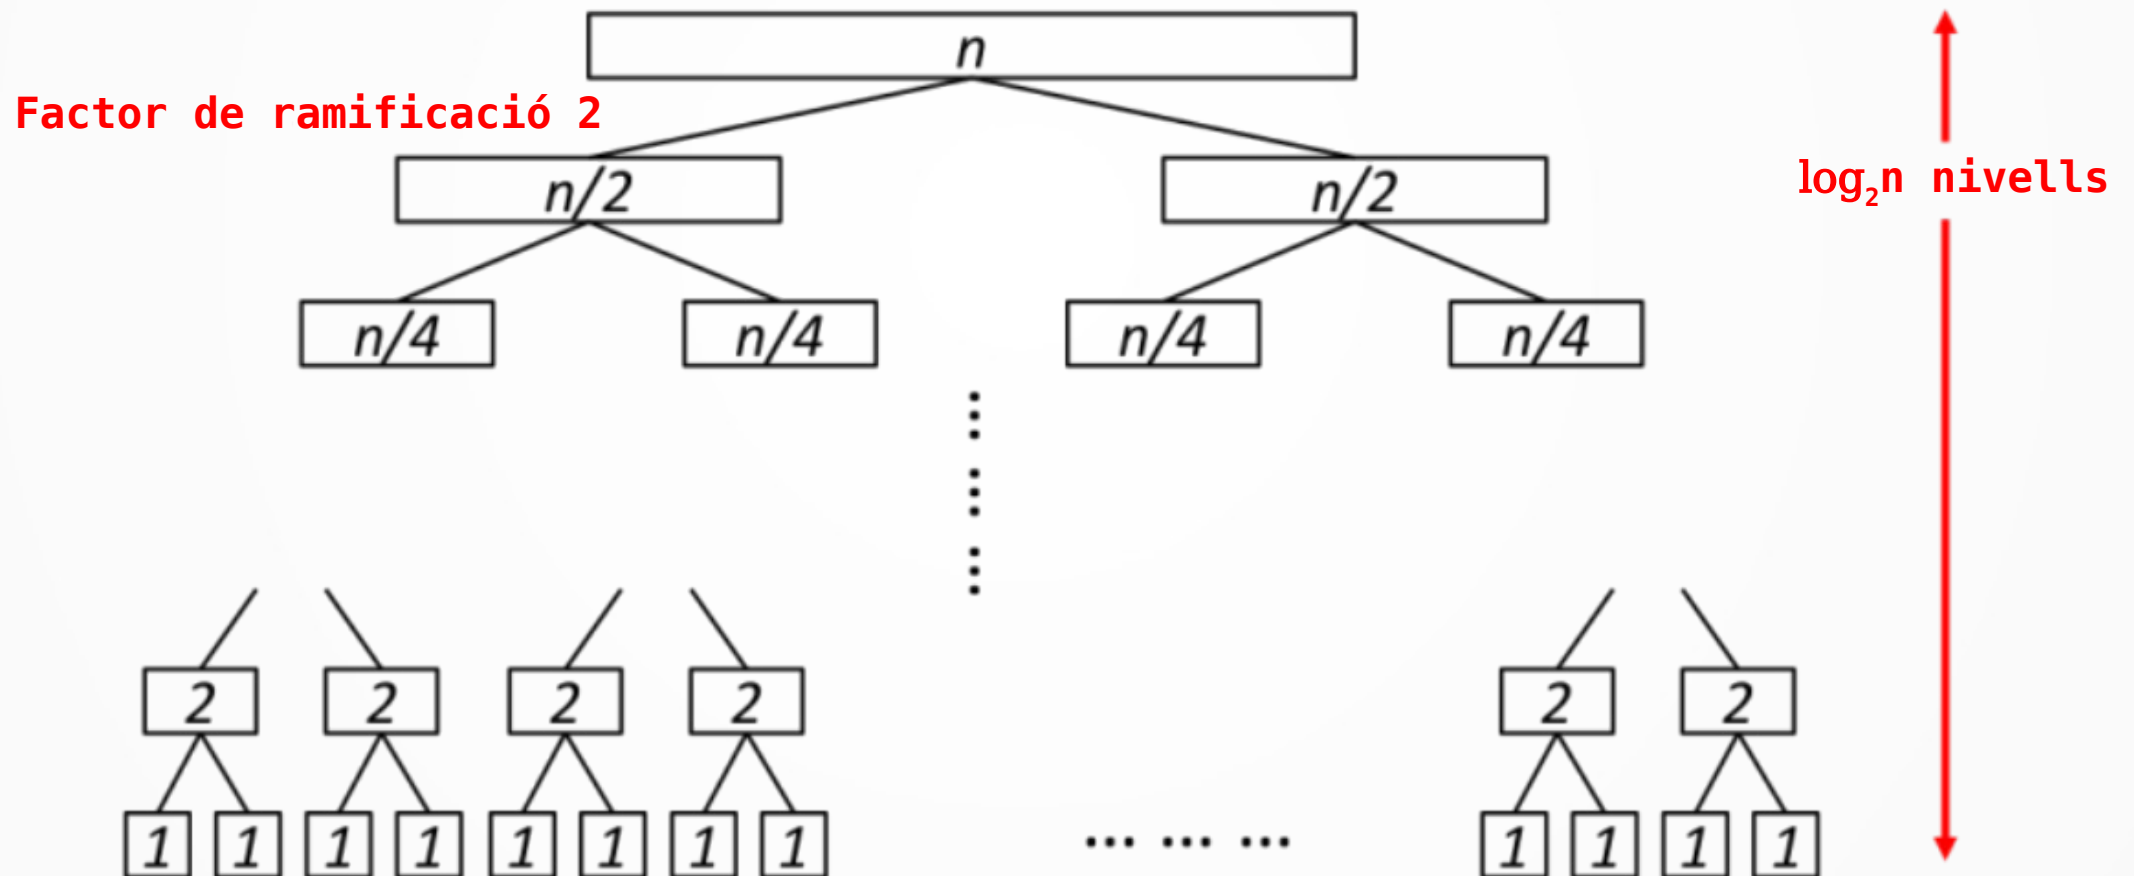 n
Factor de ramificació 2
n/2 n/2
log₂n nivells
n/4 n/4 n/4 n/4
2 2 2 2 2 2
1 1 1 1 1 1 1 1 ... ... ... 1 1 1 1